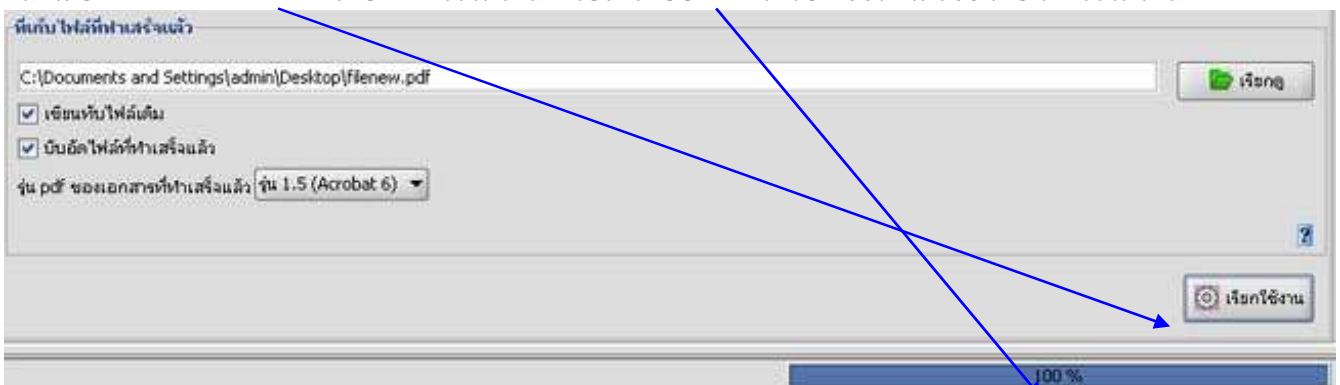 ที่เก็บไฟล์ที่ทำเสร็จแล้ว
C:\Documents and Settings\admin\Desktop\filenew.pdf
เรียกดู
เขียนทับไฟล์เดิม
บีบอัดไฟล์ที่ทำเสร็จแล้ว
รุ่น pdf ของเอกสารที่ทำเสร็จแล้ว รุ่น 1.5 (Acrobat 6)
?
เรียกใช้งาน
100 %